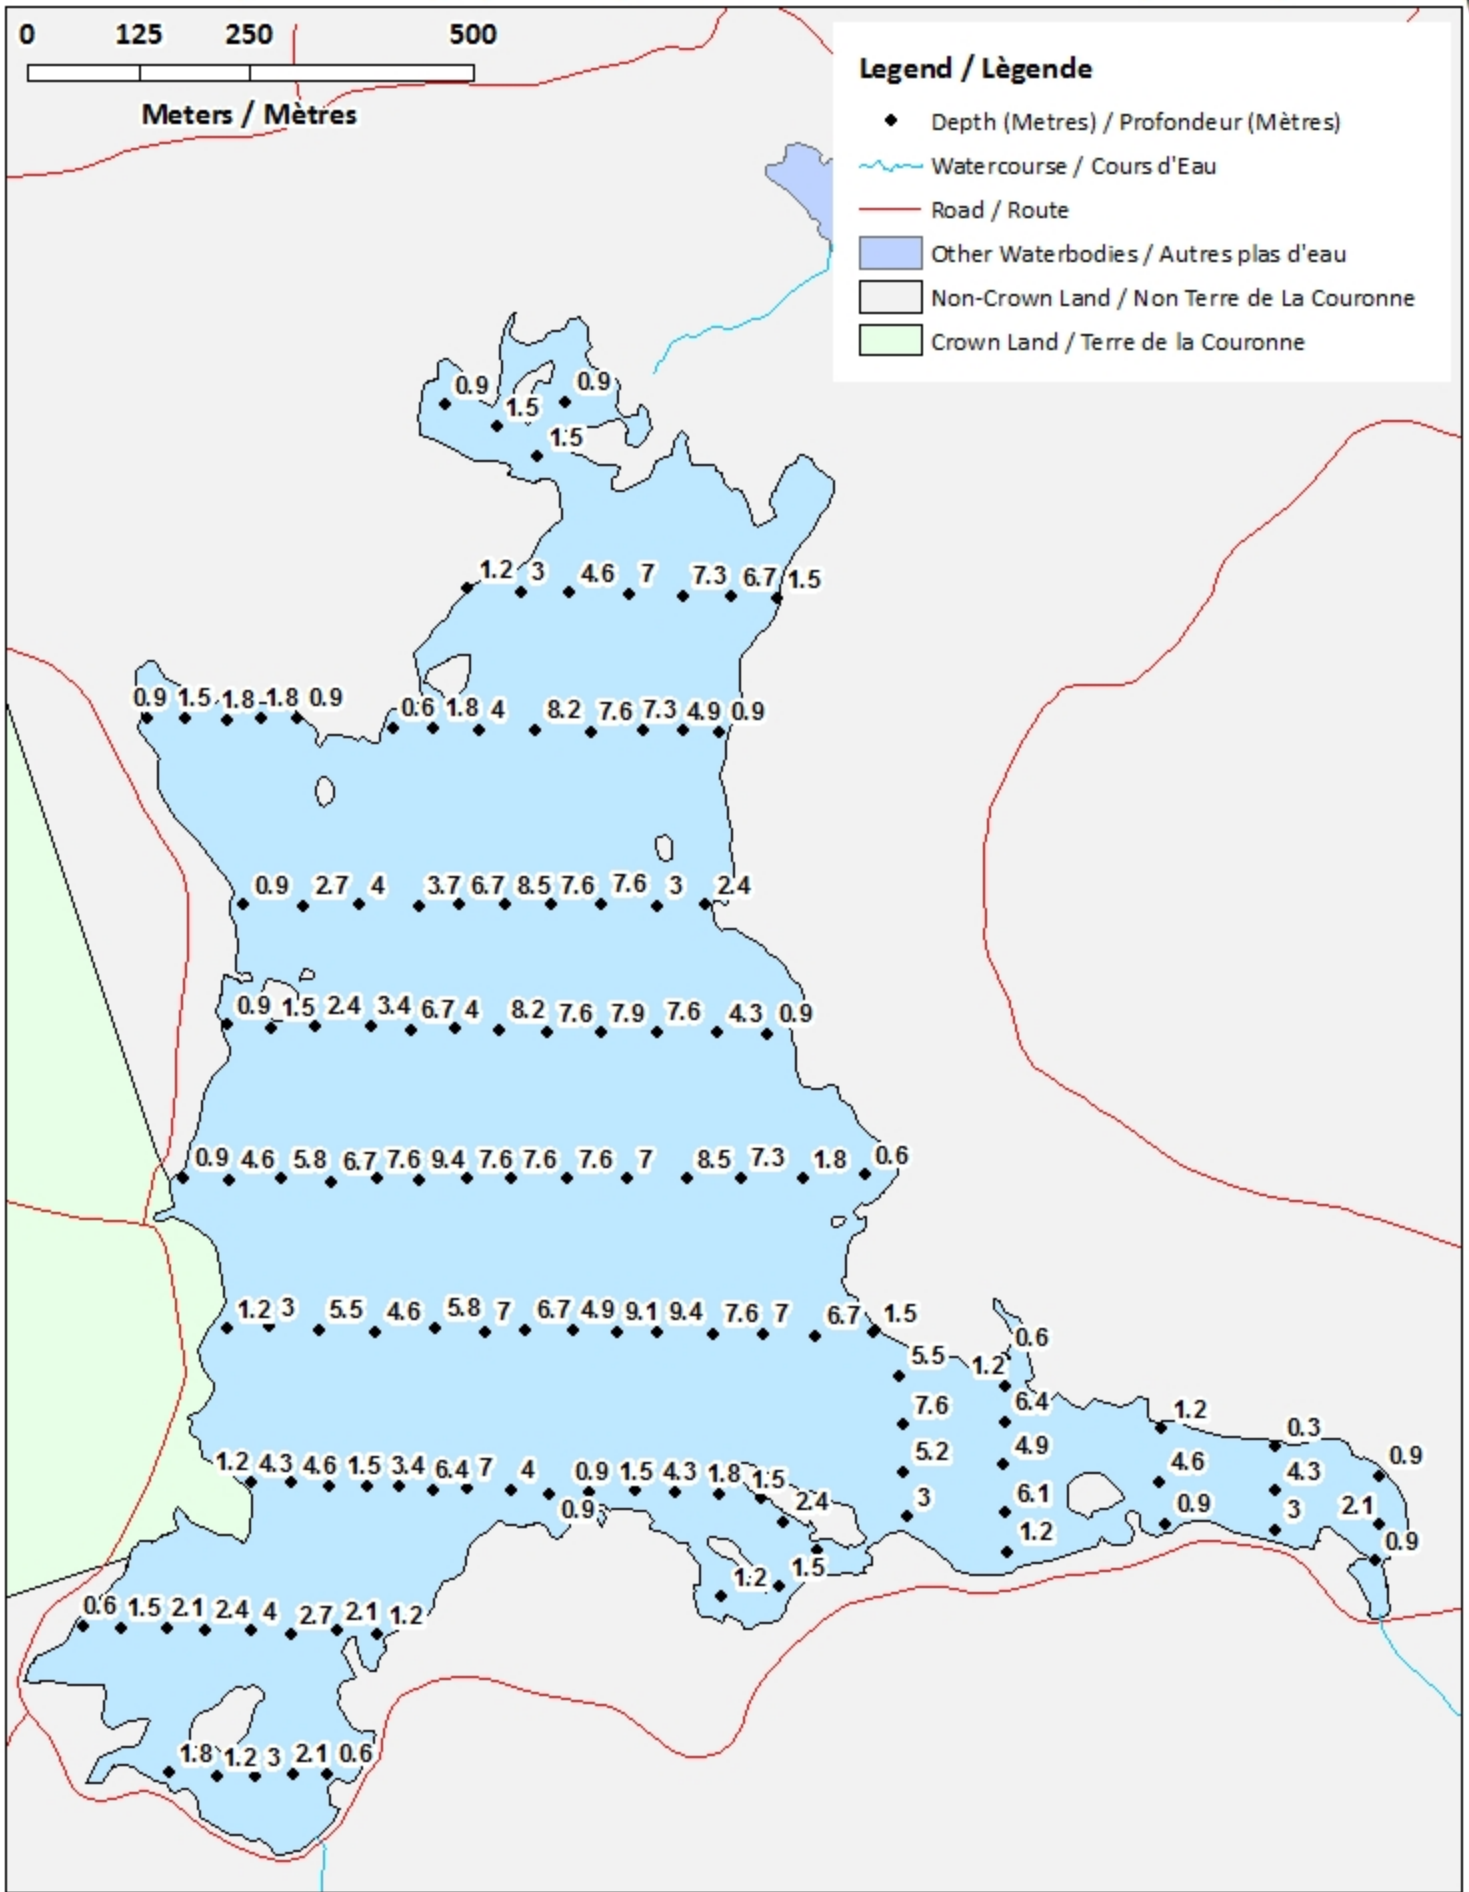 0 125 250 500
Meters / Mètres
Legend / Lègende
Depth (Metres) / Profondeur (Mètres)
Watercourse / Cours d'Eau
Road / Route
Other Waterbodies / Autres plas d'eau
Non-Crown Land / Non Terre de La Couronne
Crown Land / Terre de la Couronne
0.9 0.9
1.5
1.5
1.2 3 4.6 7 7.3 6.7 1.5
0.9 1.5 1.8 1.8 0.9 0.6 1.8 4 8.2 7.6 7.3 4.9 0.9
0.9 2.7 4 3.7 6.7 8.5 7.6 7.6 3 2.4
0.9 1.5 2.4 3.4 6.7 4 8.2 7.6 7.9 7.6 4.3 0.9
0.9 4.6 5.8 6.7 7.6 9.4 7.6 7.6 7.6 7 8.5 7.3 1.8 0.6
1.2 3 5.5 4.6 5.8 7 6.7 4.9 9.1 9.4 7.6 7 6.7 1.5
0.6
5.5 1.2
7.6 6.4 1.2 0.3
5.2 4.9 4.6 4.3 0.9
1.2 4.3 4.6 1.5 3.4 6.4 7 4 0.9 1.5 4.3 1.8 1.5
3 6.1 0.9 3 2.1
0.9 2.4
1.2 0.9
1.2 1.5
0.6 1.5 2.1 2.4 4 2.7 2.1 1.2
1.8 1.2 3 2.1 0.6